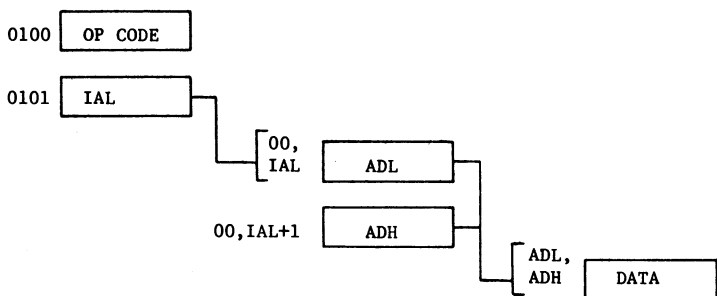 0100 OP CODE
0101 IAL
00,
IAL ADL
00,IAL+1 ADH
ADL,
ADH DATA